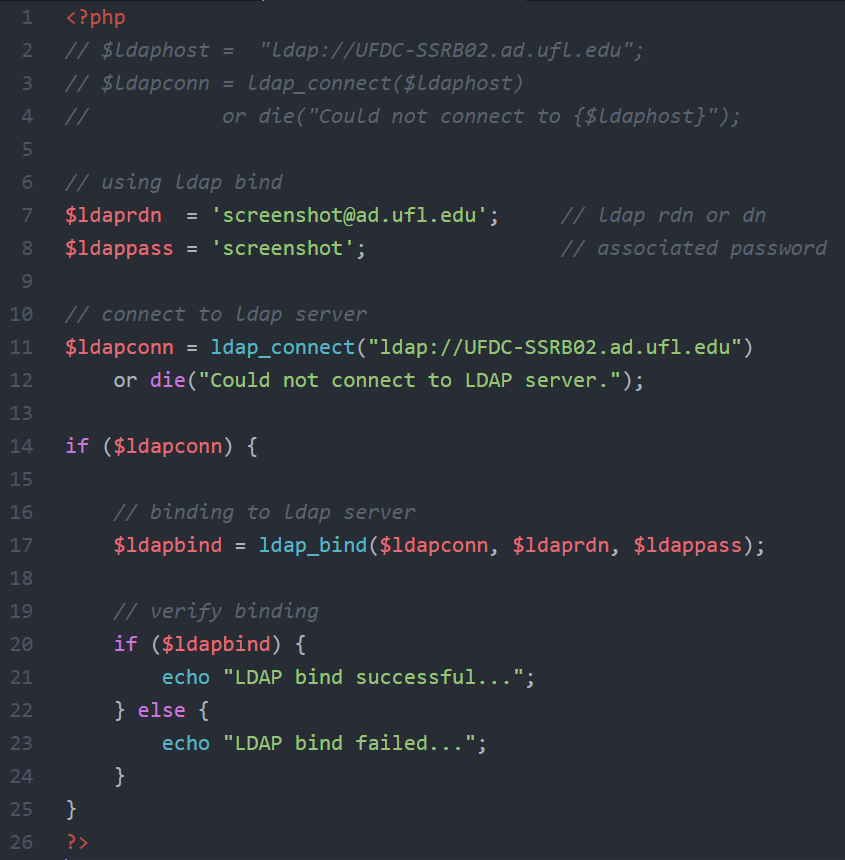 1 <?php
2 // $ldaphost =  "ldap://UFDC-SSRB02.ad.ufl.edu";
3 // $ldapconn = ldap_connect($ldaphost)
4 //           or die("Could not connect to {$ldaphost}");
5
6 // using ldap bind
7 $ldaprdn  = 'screenshot@ad.ufl.edu';     // ldap rdn or dn
8 $ldappass = 'screenshot';                // associated password
9
10 // connect to ldap server
11 $ldapconn = ldap_connect("ldap://UFDC-SSRB02.ad.ufl.edu")
12     or die("Could not connect to LDAP server.");
13
14 if ($ldapconn) {
15
16     // binding to ldap server
17     $ldapbind = ldap_bind($ldapconn, $ldaprdn, $ldappass);
18
19     // verify binding
20     if ($ldapbind) {
21         echo "LDAP bind successful...";
22     } else {
23         echo "LDAP bind failed...";
24     }
25 }
26 ?>